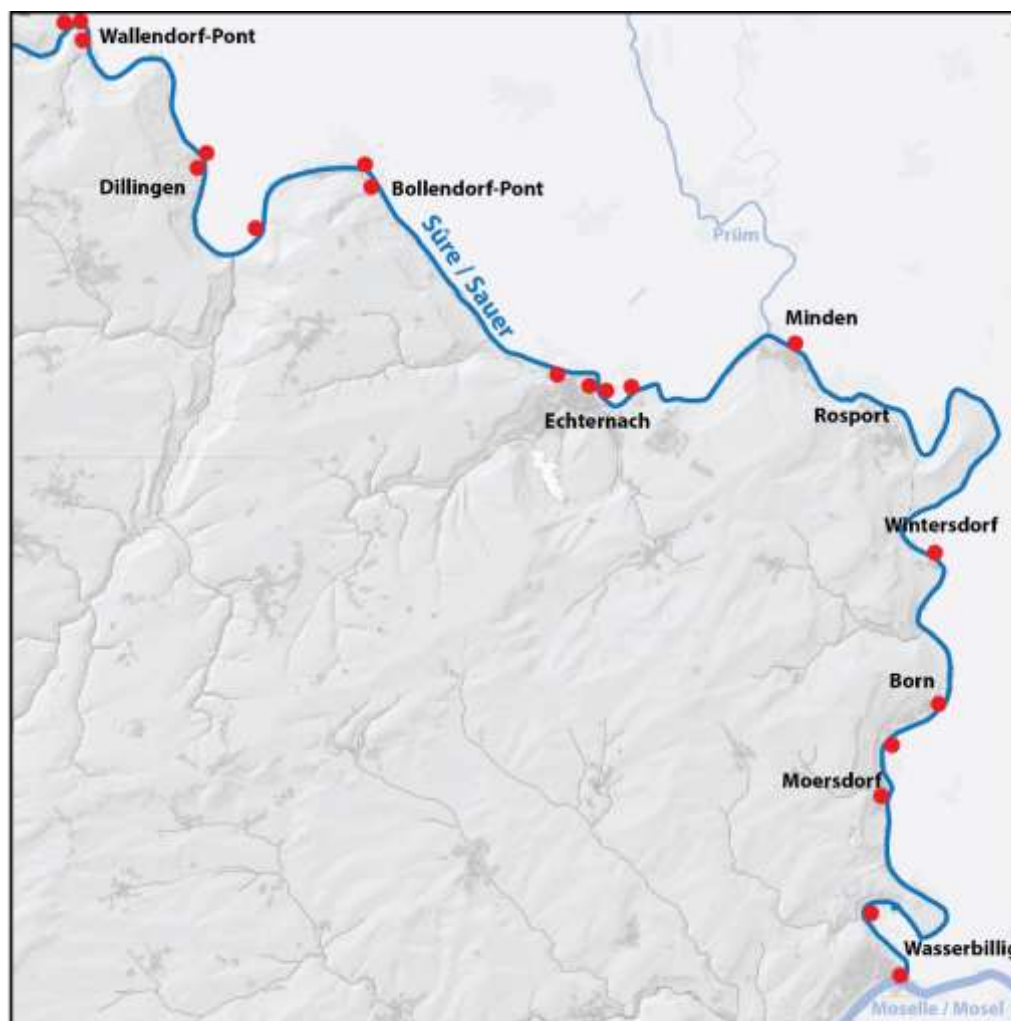 Wallendorf-Pont
Dillingen
Bollendorf-Pont
Sûre / Sauer
Prüm
Minden
Echternach
Rosport
Wintersdorf
Born
Moersdorf
Wasserbillig
Moselle / Mosel